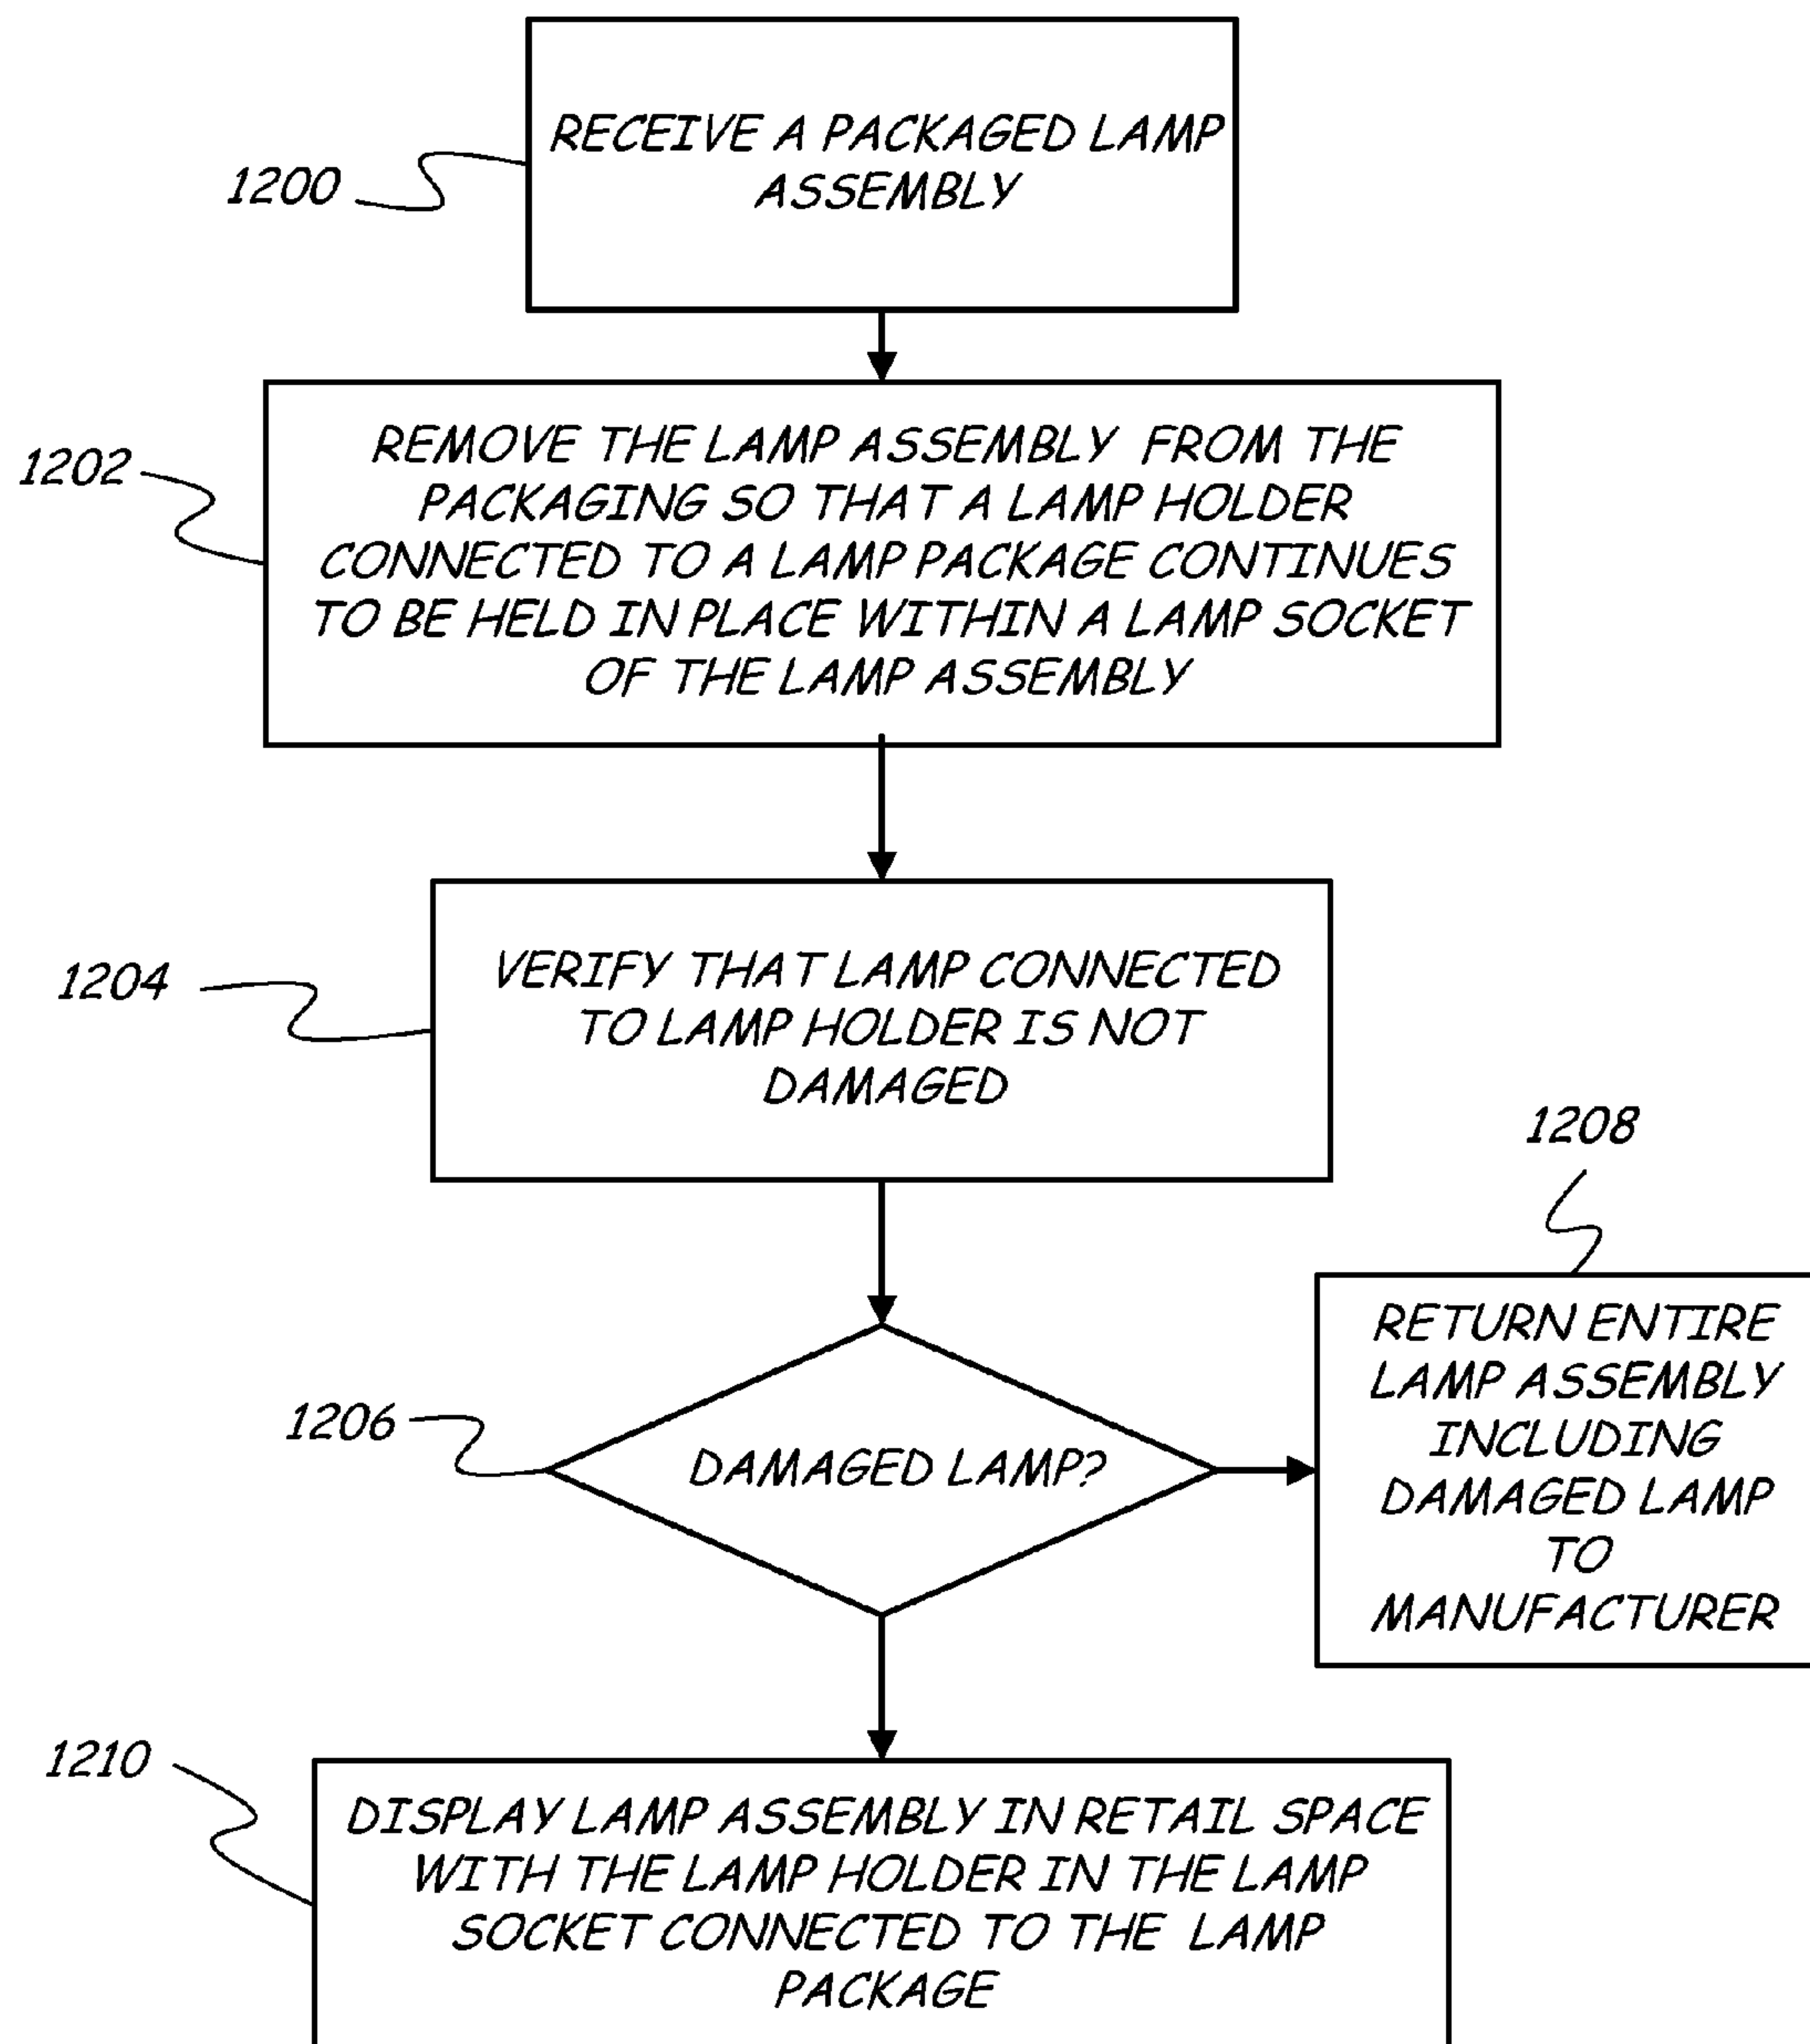 RECEIVE A PACKAGED LAMP
ASSEMBLY
1200
REMOVE THE LAMP ASSEMBLY FROM THE
PACKAGING SO THAT A LAMP HOLDER
CONNECTED TO A LAMP PACKAGE CONTINUES
TO BE HELD IN PLACE WITHIN A LAMP SOCKET
OF THE LAMP ASSEMBLY
1202
VERIFY THAT LAMP CONNECTED
TO LAMP HOLDER IS NOT
DAMAGED
1204
DAMAGED LAMP?
1206
1208
RETURN ENTIRE
LAMP ASSEMBLY
INCLUDING
DAMAGED LAMP
TO
MANUFACTURER
1210
DISPLAY LAMP ASSEMBLY IN RETAIL SPACE
WITH THE LAMP HOLDER IN THE LAMP
SOCKET CONNECTED TO THE LAMP
PACKAGE